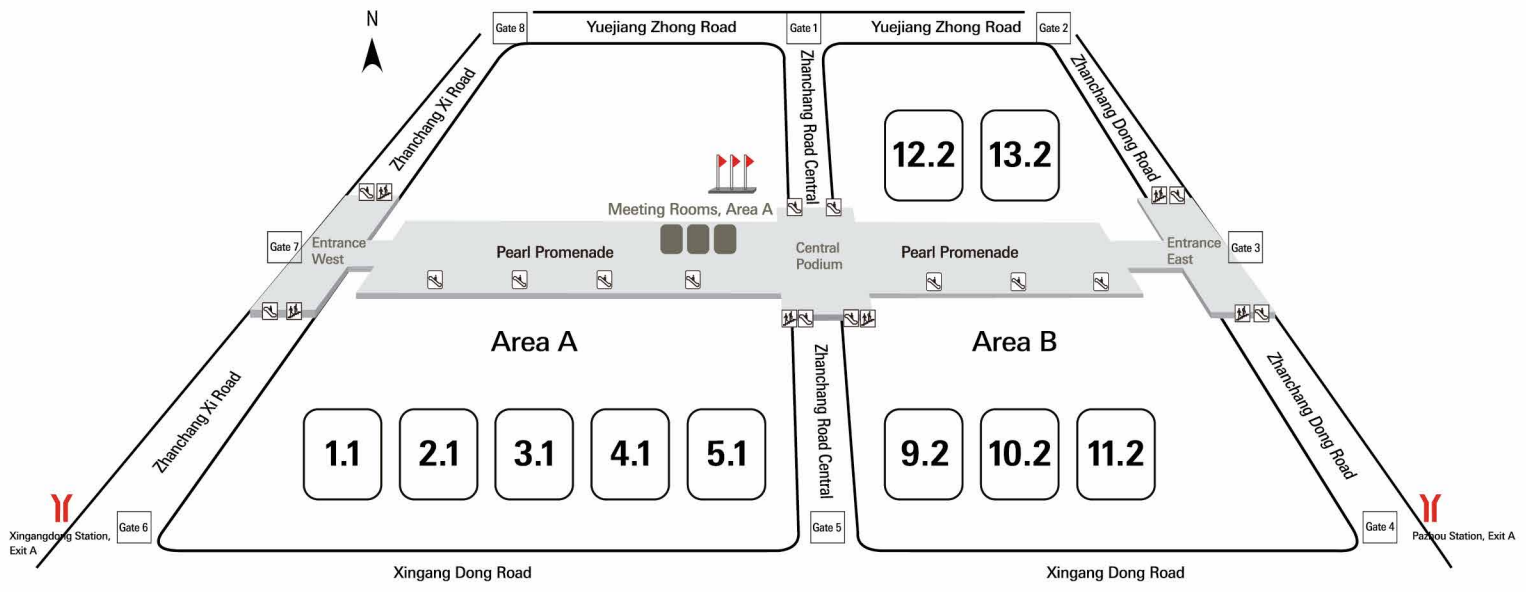 N
Gate 8
Yuejiang Zhong Road
Gate 1
Yuejiang Zhong Road
Gate 2
Zhanchang Xi Road
Zhanchang Road Central
Zhanchang Dong Road
12.2
13.2
Meeting Rooms, Area A
Gate 7
Entrance
West
Pearl Promenade
Central
Podium
Pearl Promenade
Entrance
East
Gate 3
Area A
Area B
Zhanchang Xi Road
Zhanchang Road Central
Zhanchang Dong Road
1.1
2.1
3.1
4.1
5.1
9.2
10.2
11.2
Xingangdong Station,
Exit A
Gate 6
Gate 5
Gate 4
Pazhou Station, Exit A
Xingang Dong Road
Xingang Dong Road